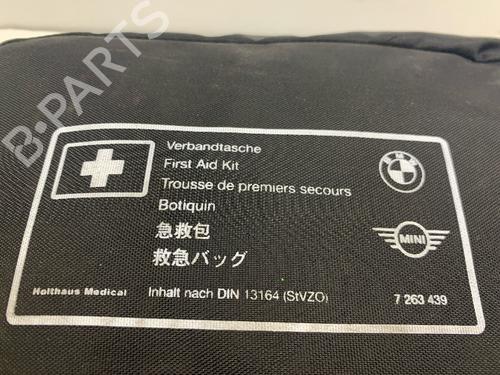 B-PARTS
Verbandtasche
First Aid Kit
Trousse de premiers secours
Botiquin
急救包
救急バッグ
BMW
MINI
Holthaus Medical
Inhalt nach DIN 13164 (StVZO)
7 263 439